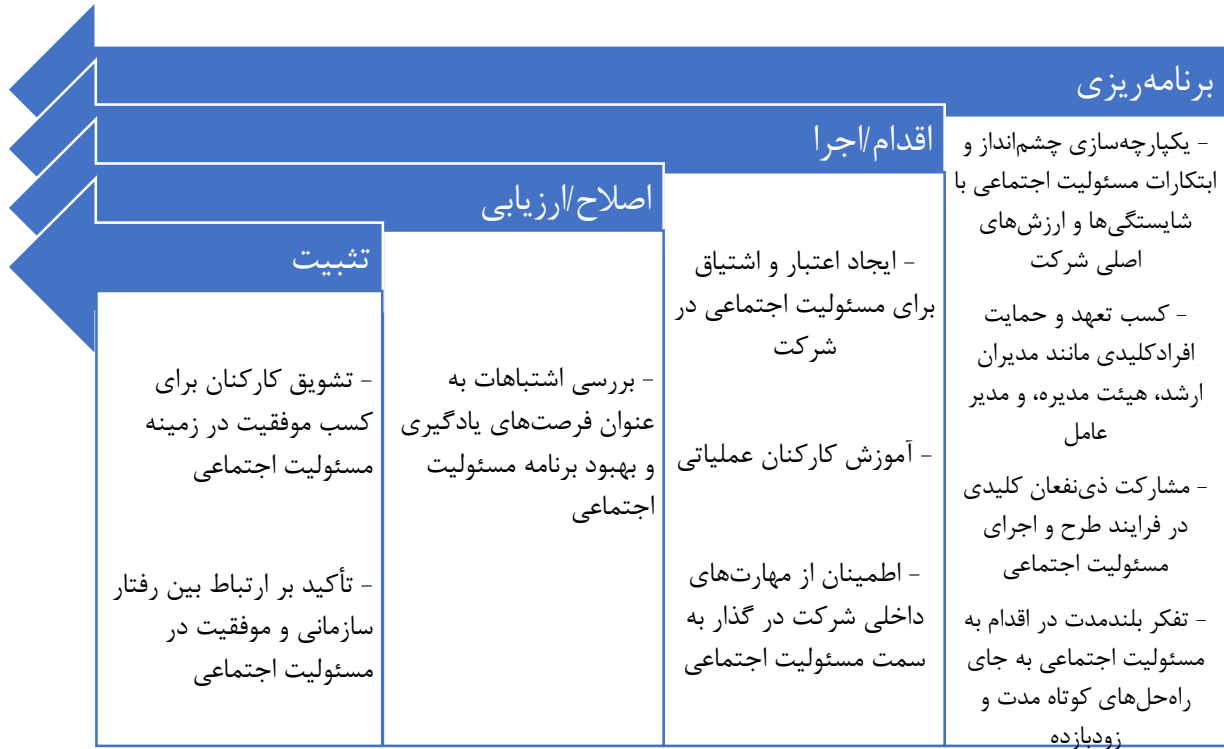 برنامه‌ریزی
- یکپارچه‌سازی چشم‌انداز و
ابتکارات مسئولیت اجتماعی با
شایستگی‌ها و ارزش‌های
اصلی شرکت
- کسب تعهد و حمایت
افرادکلیدی مانند مدیران
ارشد، هیئت مدیره، و مدیر
عامل
- مشارکت ذی‌نفعان کلیدی
در فرایند طرح و اجرای
مسئولیت اجتماعی
- تفکر بلندمدت در اقدام به
مسئولیت اجتماعی به جای
راه‌حل‌های کوتاه مدت و
زودبازده
اقدام/اجرا
- ایجاد اعتبار و اشتیاق
برای مسئولیت اجتماعی در
شرکت
- آموزش کارکنان عملیاتی
- اطمینان از مهارت‌های
داخلی شرکت در گذار به
سمت مسئولیت اجتماعی
اصلاح/ارزیابی
- بررسی اشتباهات به
عنوان فرصت‌های یادگیری
و بهبود برنامه مسئولیت
اجتماعی
تثبیت
- تشویق کارکنان برای
کسب موفقیت در زمینه
مسئولیت اجتماعی
- تأکید بر ارتباط بین رفتار
سازمانی و موفقیت در
مسئولیت اجتماعی